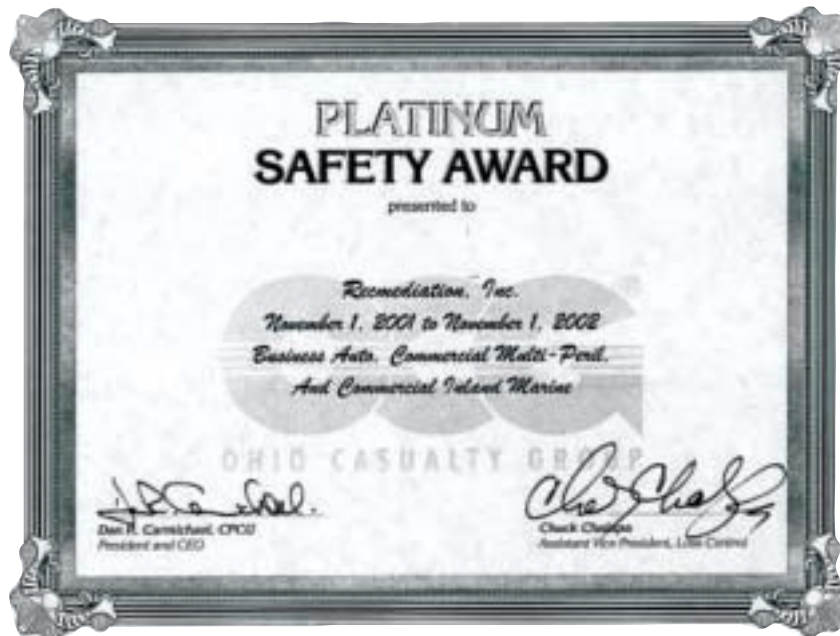 PLATINUM
SAFETY AWARD
presented to
Recmediation, Inc.
November 1, 2001 to November 1, 2002
Business Auto, Commercial Multi-Peril,
And Commercial Inland Marine
OHIO CASUALTY GROUP
Dan R. Carmichael, CPCU
President and CEO
Chuck
Assistant Vice President, Loss Control